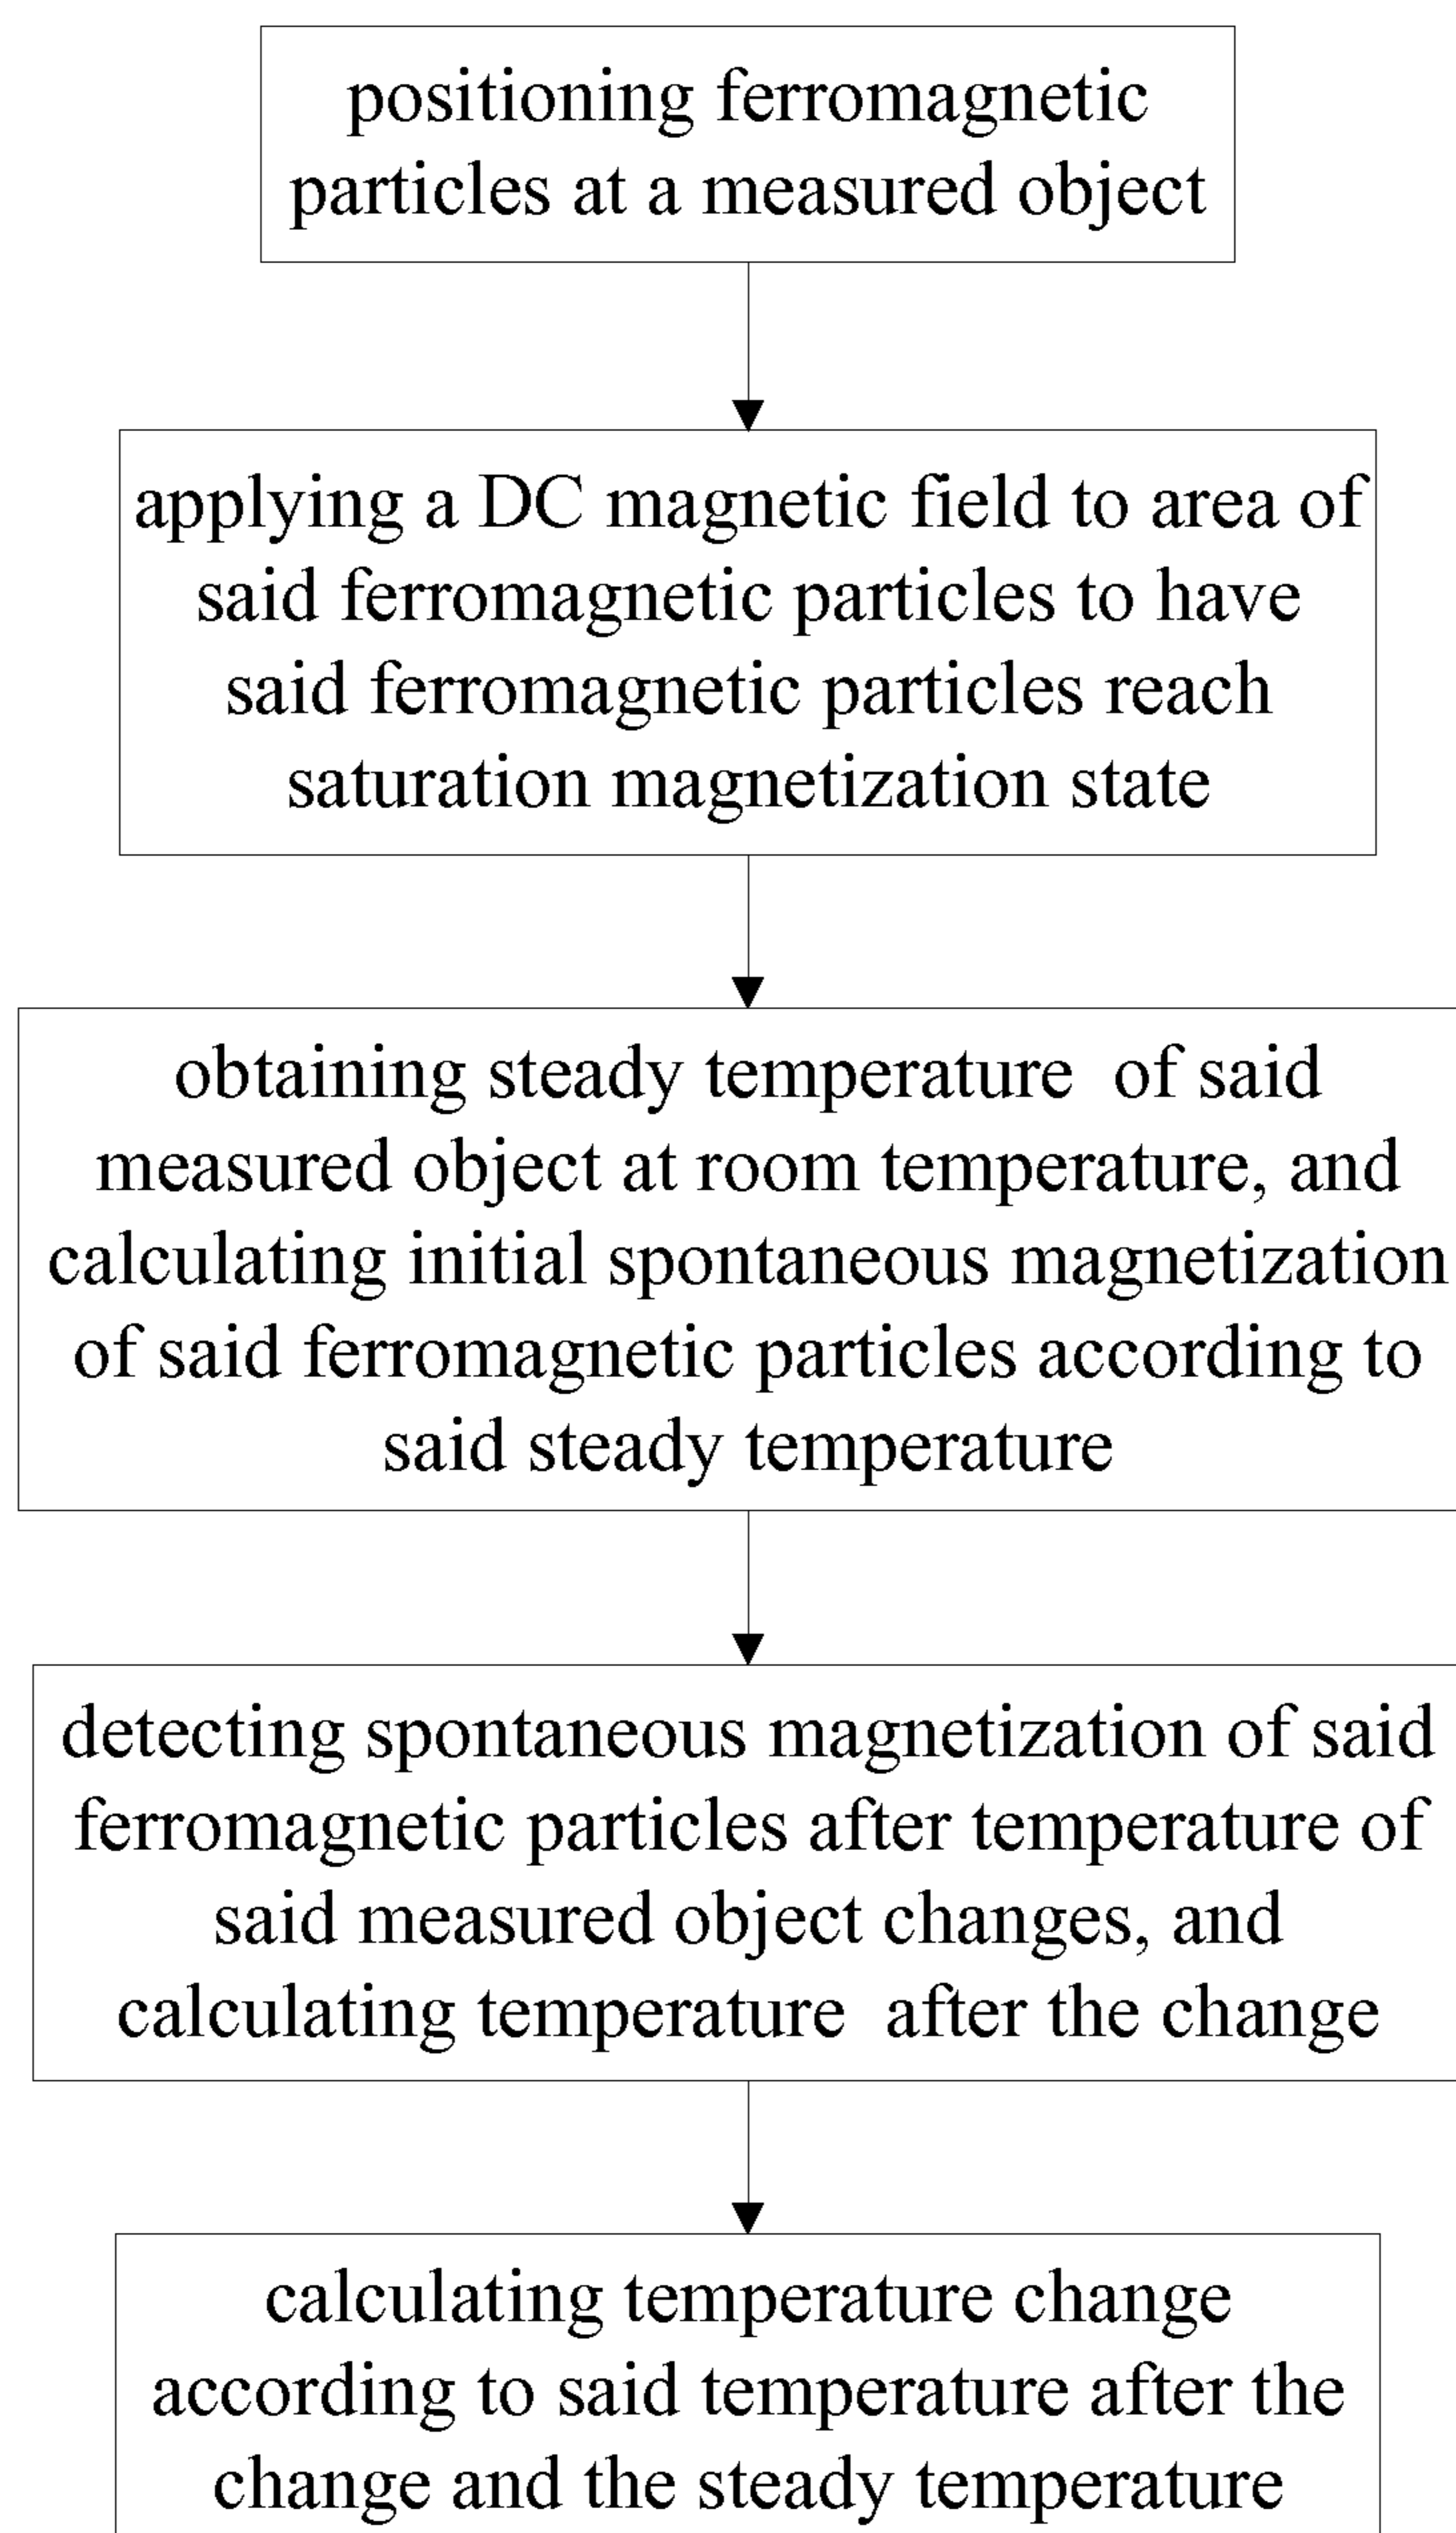 positioning ferromagnetic
particles at a measured object
applying a DC magnetic field to area of
said ferromagnetic particles to have
said ferromagnetic particles reach
saturation magnetization state
obtaining steady temperature of said
measured object at room temperature, and
calculating initial spontaneous magnetization
of said ferromagnetic particles according to
said steady temperature
detecting spontaneous magnetization of said
ferromagnetic particles after temperature of
said measured object changes, and
calculating temperature after the change
calculating temperature change
according to said temperature after the
change and the steady temperature